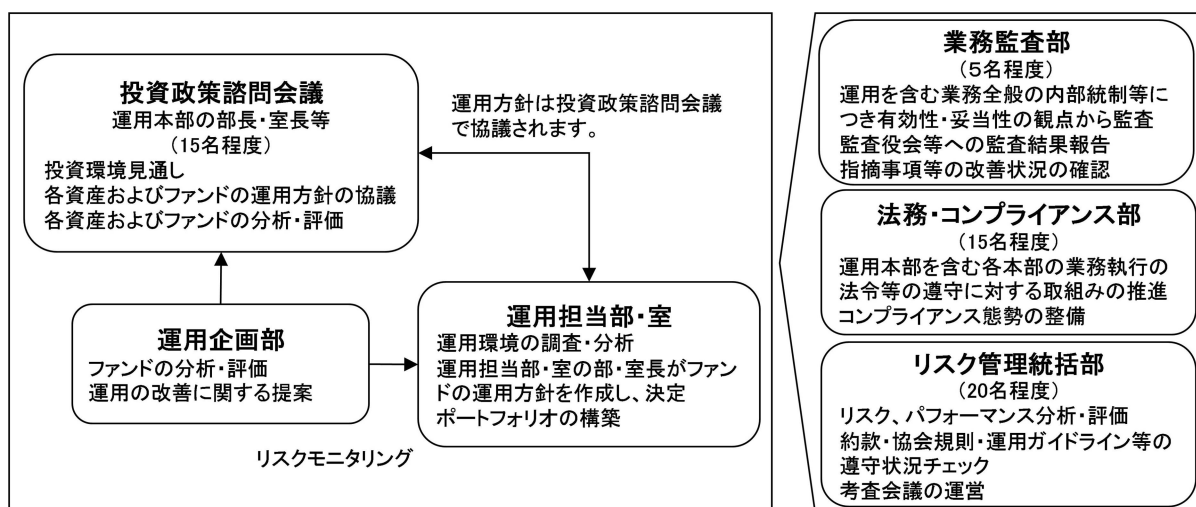 投資政策諮問会議
運用本部の部長・室長等
(15名程度)
投資環境見通し
各資産およびファンドの運用方針の協議
各資産およびファンドの分析・評価
運用方針は投資政策諮問会議
で協議されます。
運用企画部
ファンドの分析・評価
運用の改善に関する提案
運用担当部・室
運用環境の調査・分析
運用担当部・室の部・室長がファン
ドの運用方針を作成し、決定
ポートフォリオの構築
リスクモニタリング
業務監査部
(5名程度)
運用を含む業務全般の内部統制等に
つき有効性・妥当性の観点から監査
監査役会等への監査結果報告
指摘事項等の改善状況の確認
法務・コンプライアンス部
(15名程度)
運用本部を含む各本部の業務執行の
法令等の遵守に対する取組みの推進
コンプライアンス態勢の整備
リスク管理統括部
(20名程度)
リスク、パフォーマンス分析・評価
約款・協会規則・運用ガイドライン等の
遵守状況チェック
考査会議の運営